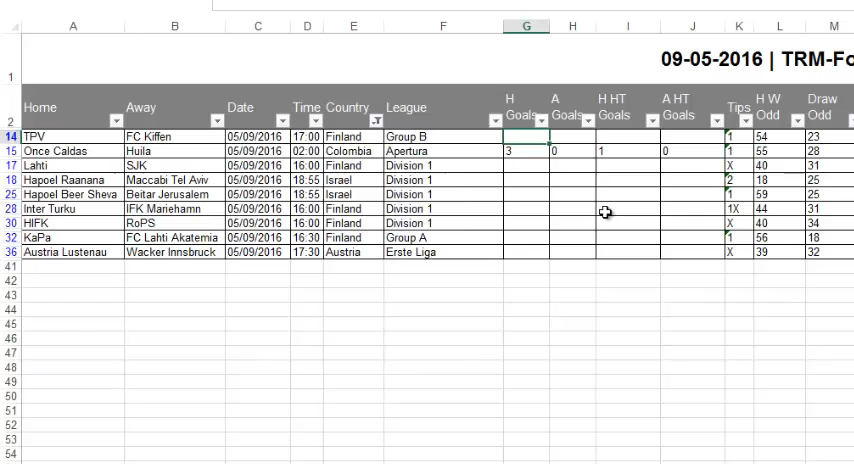 A B C D E F G H I J K L M
1 09-05-2016 | TRM-Fo
2 Home Away Date Time Country League H Goals A Goals H HT Goals A HT Goals Tips H W Odd Draw Odd
14 TPV FC Kiffen 05/09/2016 17:00 Finland Group B 1 54 23
15 Once Caldas Huila 05/09/2016 02:00 Colombia Apertura 3 0 1 0 1 55 28
17 Lahti SJK 05/09/2016 16:00 Finland Division 1 X 40 31
18 Hapoel Raanana Maccabi Tel Aviv 05/09/2016 18:55 Israel Division 1 2 18 25
25 Hapoel Beer Sheva Beitar Jerusalem 05/09/2016 18:55 Israel Division 1 1 59 25
28 Inter Turku IFK Mariehamn 05/09/2016 16:00 Finland Division 1 1X 44 31
30 HIFK RoPS 05/09/2016 16:00 Finland Division 1 X 40 34
32 KaPa FC Lahti Akatemia 05/09/2016 16:30 Finland Group A 1 56 18
36 Austria Lustenau Wacker Innsbruck 05/09/2016 17:30 Austria Erste Liga X 39 32
41
42
43
44
45
46
47
48
49
50
51
52
53
54